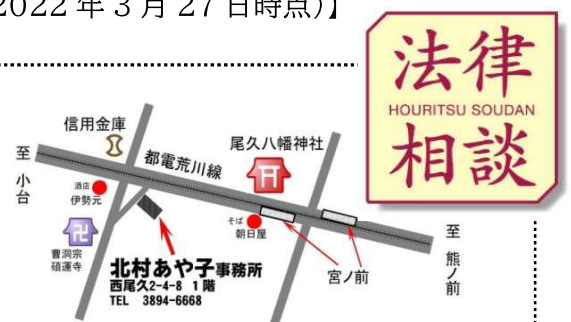 2022年3月27日時点)】
法律
HOURITSU SOUDAN
相談
信用金庫
都電荒川線
尾久八幡神社
至 小台
酒店
伊勢元
そば
朝日屋
至 熊ノ前
曹洞宗
碩運寺
宮ノ前
北村あや子事務所
西尾久2-4-8 1階
TEL 3894-6668